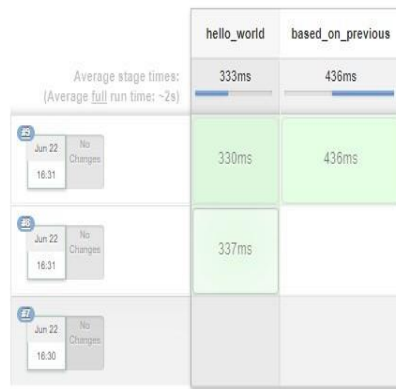 hello_world based_on_previous
Average stage times:
(Average full run time: ~2s)
333ms 436ms
Jun 22
16:31
No
Changes
330ms 436ms
Jun 22
16:31
No
Changes
337ms
Jun 22
16:30
No
Changes